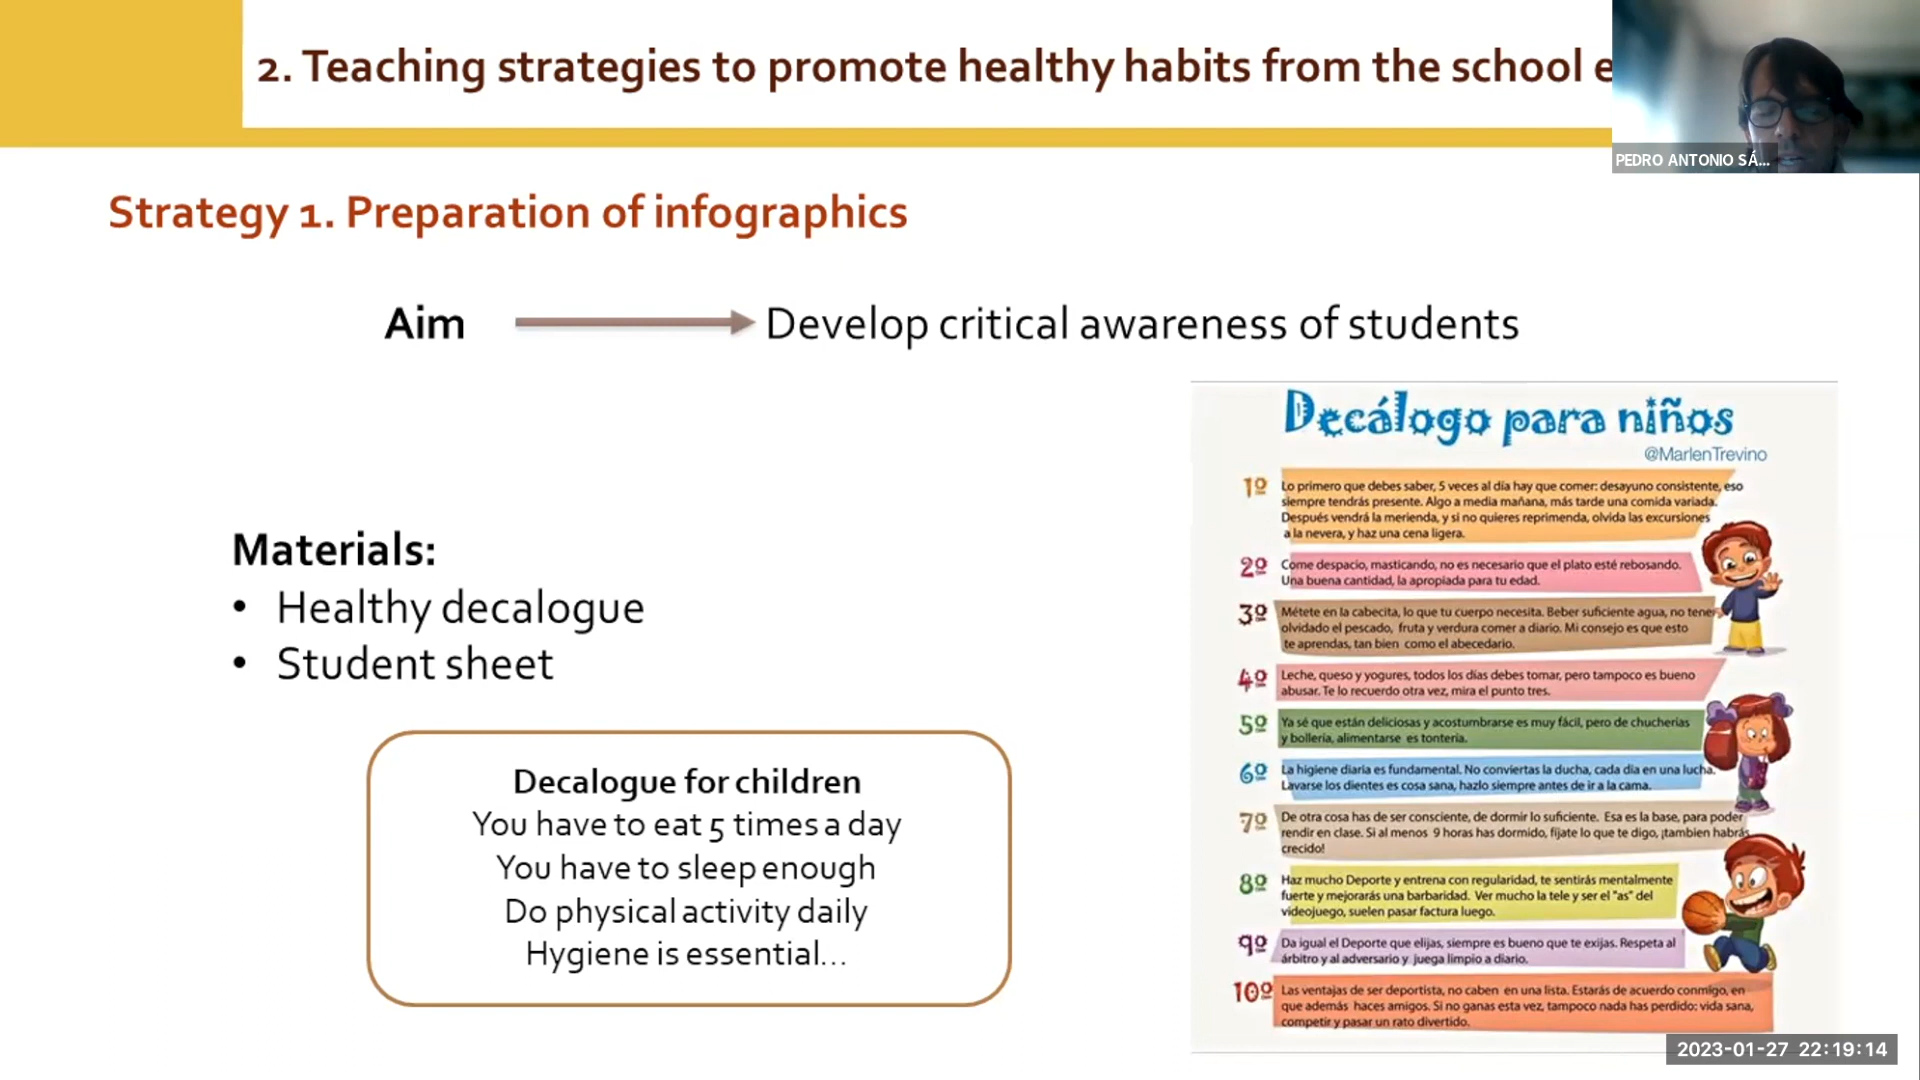 2. Teaching strategies to promote healthy habits from the school e
PEDRO ANTONIO SÁ...
Strategy 1. Preparation of infographics
Aim
Develop critical awareness of students
Materials:
• Healthy decalogue
• Student sheet
Decalogue for children
You have to eat 5 times a day
You have to sleep enough
Do physical activity daily
Hygiene is essential...
Decálogo para niños
@MarlenTrevino
1º Lo primero que debes saber, 5 veces al día hay que comer: desayuno consistente, eso
siempre tendrás presente. Algo a media mañana, más tarde una comida variada.
Después vendrá la merienda, y si no quieres reprimenda, olvida las excursiones
a la nevera, y haz una cena ligera.
2º Come despacio, masticando, no es necesario que el plato esté rebosando.
Una buena cantidad, la apropiada para tu edad.
3º Métete en la cabecita, lo que tu cuerpo necesita. Beber suficiente agua, no tener
olvidado el pescado, fruta y verdura comer a diario. Mi consejo es que esto
te aprendas, tan bien como el abecedario.
4º Leche, queso y yogures, todos los días debes tomar, pero tampoco es bueno
abusar. Te lo recuerdo otra vez, mira el punto tres.
5º Ya sé que están deliciosas y acostumbrarse es muy fácil, pero de chucherias
y bollería, alimentarse es tontería.
6º La higiene diaria es fundamental. No conviertas la ducha, cada día en una lucha.
Lavarse los dientes es cosa sana, hazlo siempre antes de ir a la cama.
7º De otra cosa has de ser consciente, de dormir lo suficiente. Esa es la base, para poder
rendir en clase. Si al menos 9 horas has dormido, fíjate lo que te digo, ¡tambien habrás
crecido!
8º Haz mucho Deporte y entrena con regularidad, te sentirás mentalmente
fuerte y mejorarás una barbaridad. Ver mucho la tele y ser el "as" del
videojuego, suelen pasar factura luego.
9º Da igual el Deporte que elijas, siempre es bueno que te exijas. Respeta al
árbitro y al adversario y juega limpio a diario.
10º Las ventajas de ser deportista, no caben en una lista. Estarás de acuerdo conmigo, en
que además haces amigos. Si no ganas esta vez, tampoco nada has perdido: vida sana,
competir y pasar un rato divertido.
2023-01-27 22:19:14